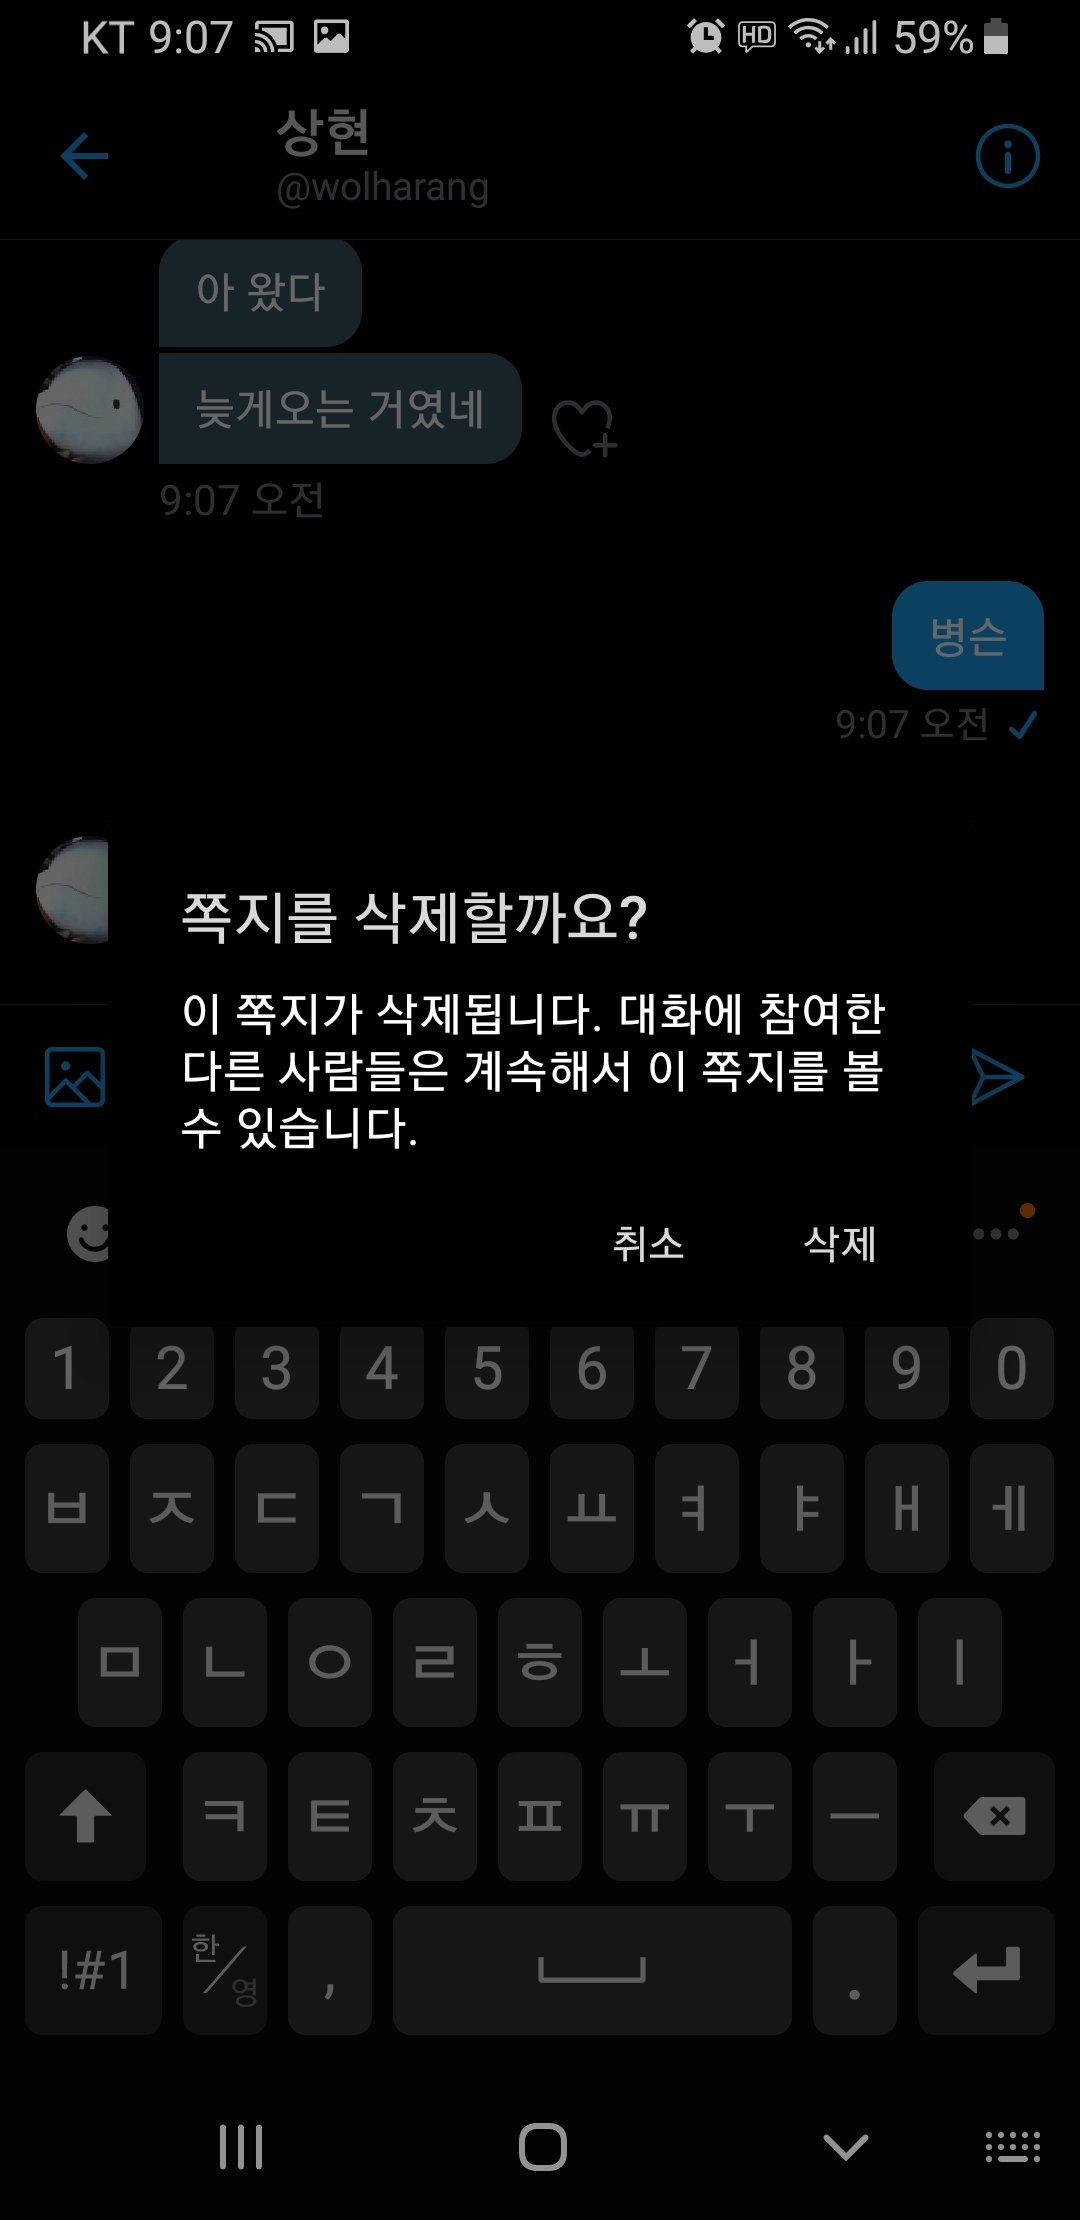 KT 9:07 HD 59%
상현
@wolharang
아 왔다
늦게오는 거였네
9:07 오전
병슨
9:07 오전
쪽지를 삭제할까요?
이 쪽지가 삭제됩니다. 대화에 참여한
다른 사람들은 계속해서 이 쪽지를 볼
수 있습니다.
취소 삭제
1 2 3 4 5 6 7 8 9 0
ㅂ ㅈ ㄷ ㄱ ㅅ ㅛ ㅕ ㅑ ㅐ ㅔ
ㅁ ㄴ ㅇ ㄹ ㅎ ㅗ ㅓ ㅏ ㅣ
ㅋ ㅌ ㅊ ㅍ ㅠ ㅜ ㅡ
!#1 한/영 , .